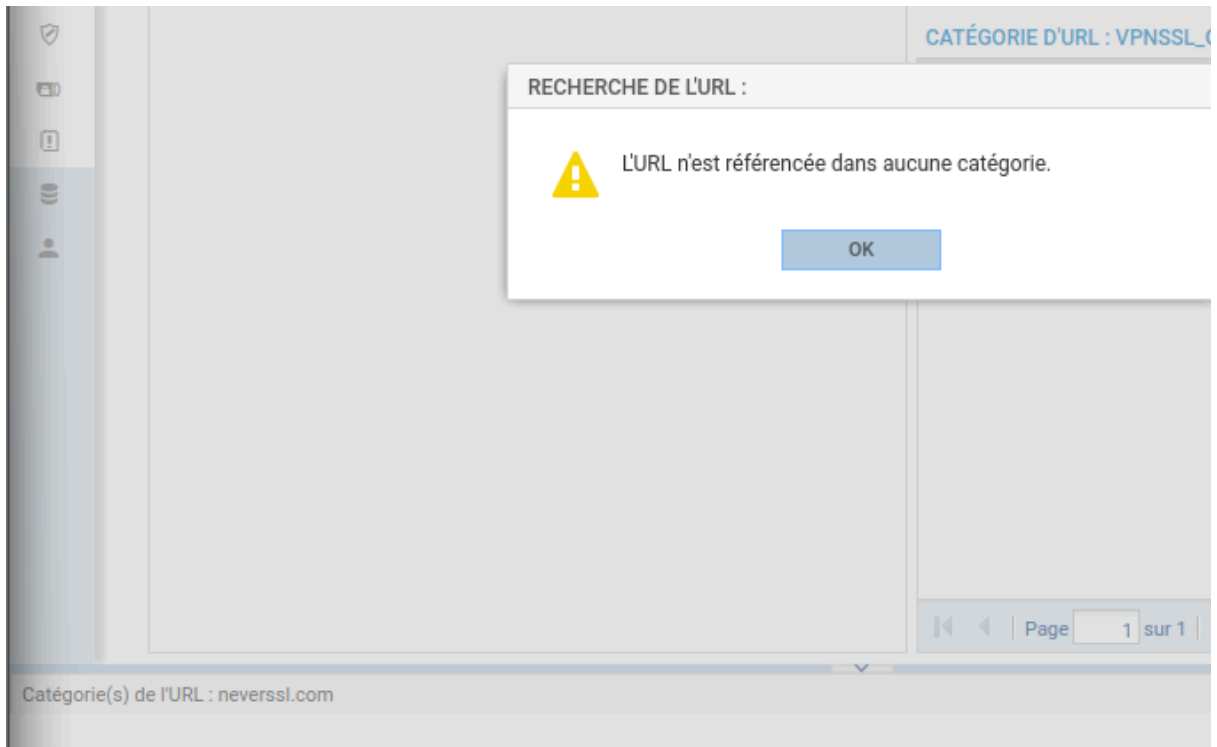 CATÉGORIE D'URL : VPNSSL_
RECHERCHE DE L'URL :
L'URL n'est référencée dans aucune catégorie.
OK
Page 1 sur 1
Catégorie(s) de l'URL : neverssl.com